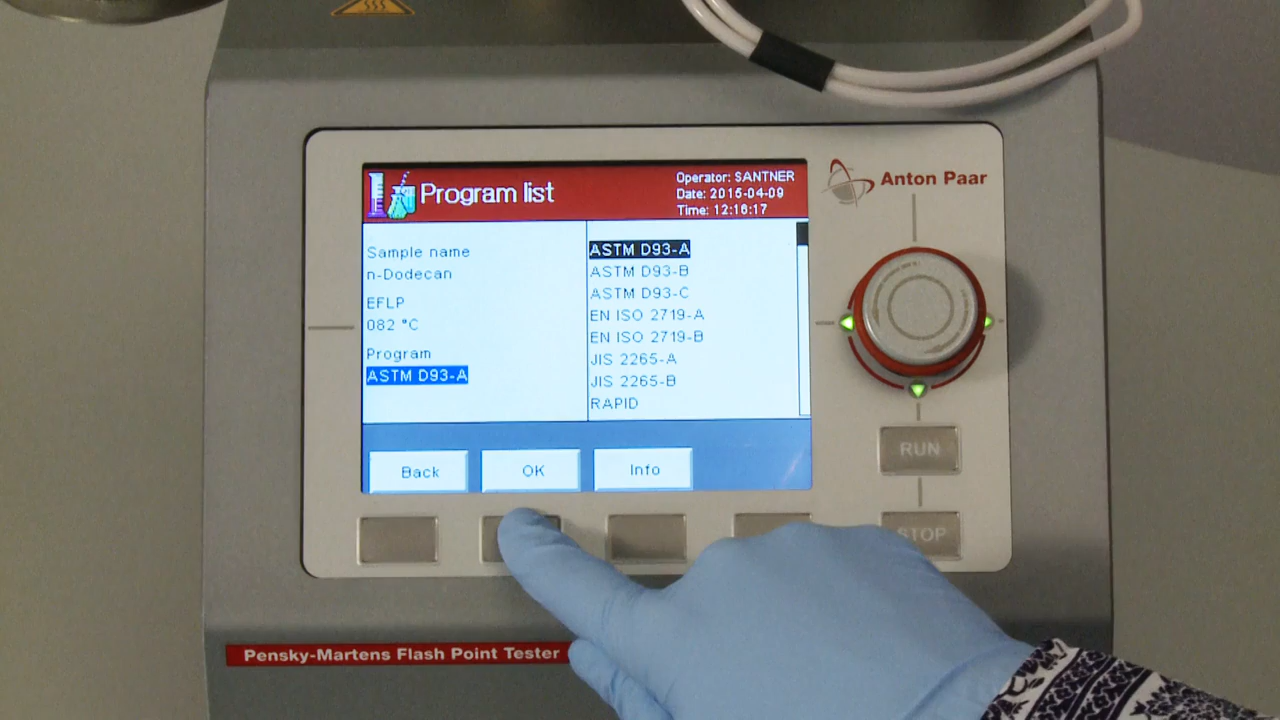 Program list
Operator: SANTNER
Date: 2015-04-09
Time: 12:16:17
Sample name
n-Dodecan
EFLP
082 °C
Program
ASTM D93-A
ASTM D93-A
ASTM D93-B
ASTM D93-C
EN ISO 2719-A
EN ISO 2719-B
JIS 2265-A
JIS 2265-B
RAPID
Back
OK
Info
Anton Paar
RUN
STOP
Pensky-Martens Flash Point Tester